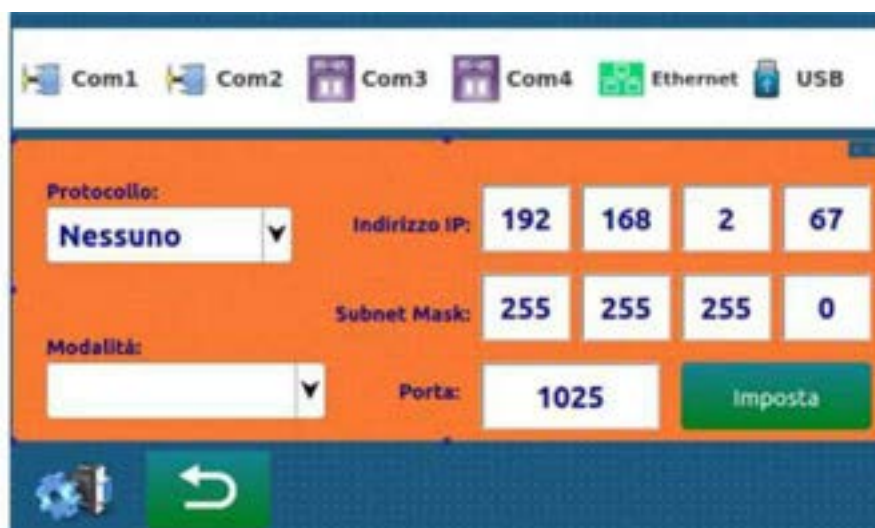 Com1 Com2 Com3 Com4 Ethernet USB
Protocollo:
Nessuno
Indirizzo IP: 192 168 2 67
Subnet Mask: 255 255 255 0
Modalitá:
Porta: 1025 Imposta